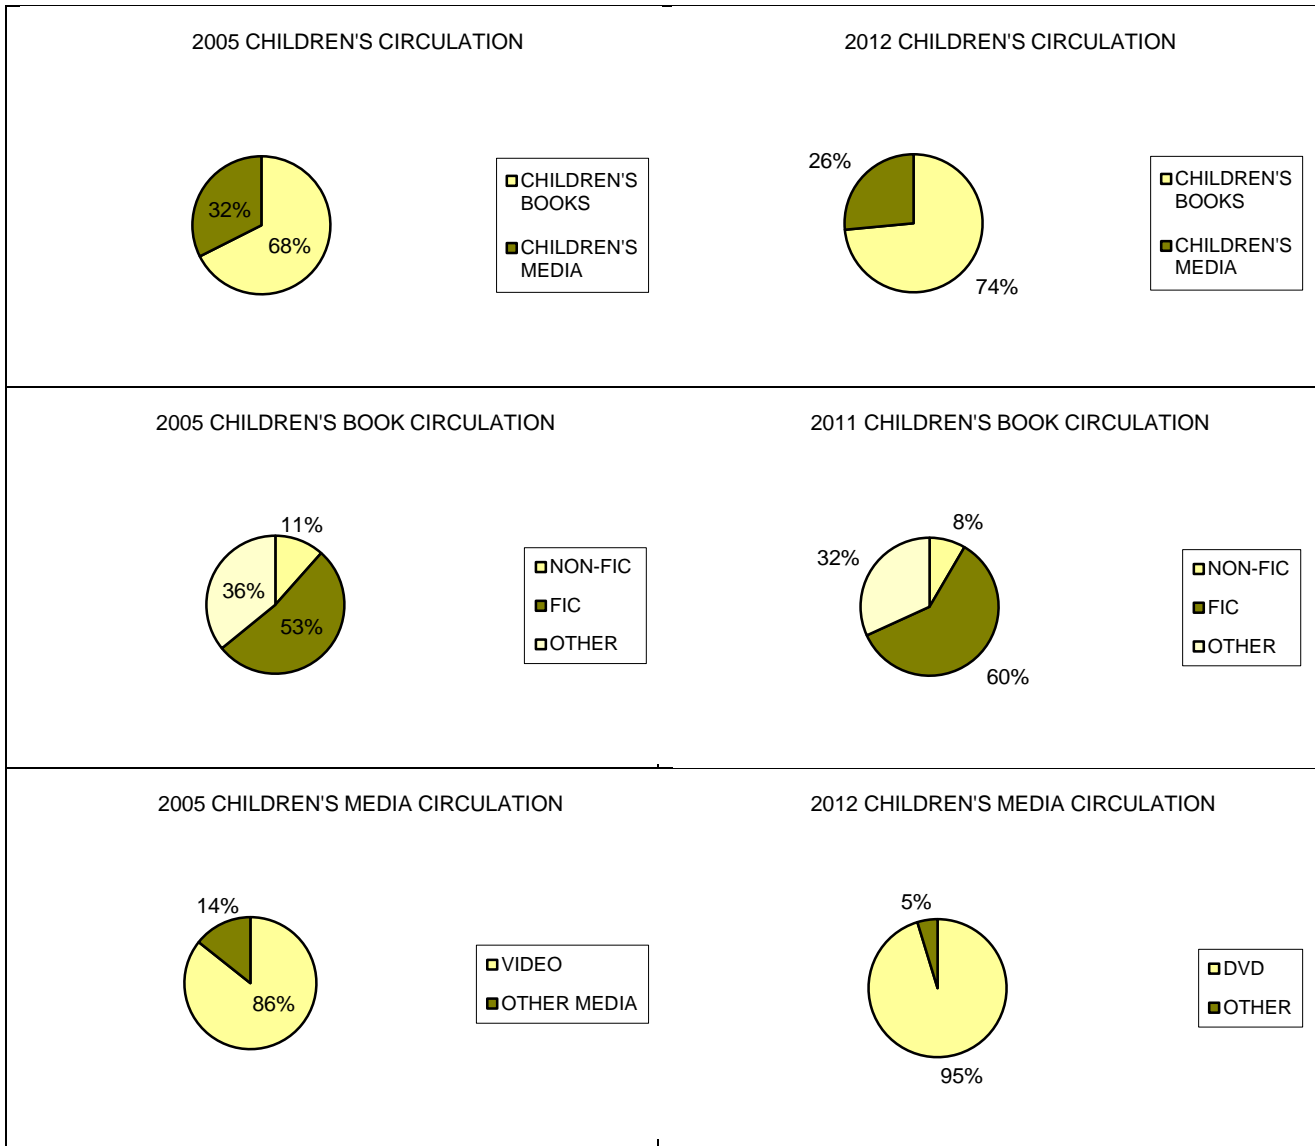 2005 CHILDREN'S CIRCULATION
32%
68%
CHILDREN'S
BOOKS
CHILDREN'S
MEDIA
2012 CHILDREN'S CIRCULATION
26%
74%
CHILDREN'S
BOOKS
CHILDREN'S
MEDIA
2005 CHILDREN'S BOOK CIRCULATION
11%
36%
53%
NON-FIC
FIC
OTHER
2011 CHILDREN'S BOOK CIRCULATION
8%
32%
60%
NON-FIC
FIC
OTHER
2005 CHILDREN'S MEDIA CIRCULATION
14%
86%
VIDEO
OTHER MEDIA
2012 CHILDREN'S MEDIA CIRCULATION
5%
95%
DVD
OTHER